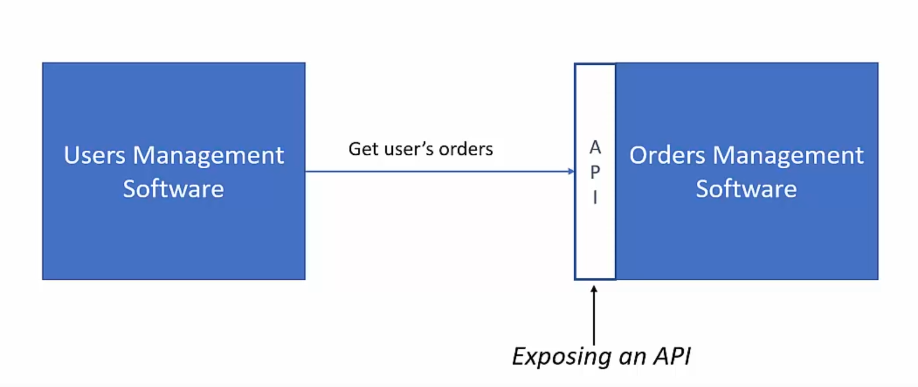 Users Management
Software
Get user's orders
A
P
I
Orders Management
Software
Exposing an API